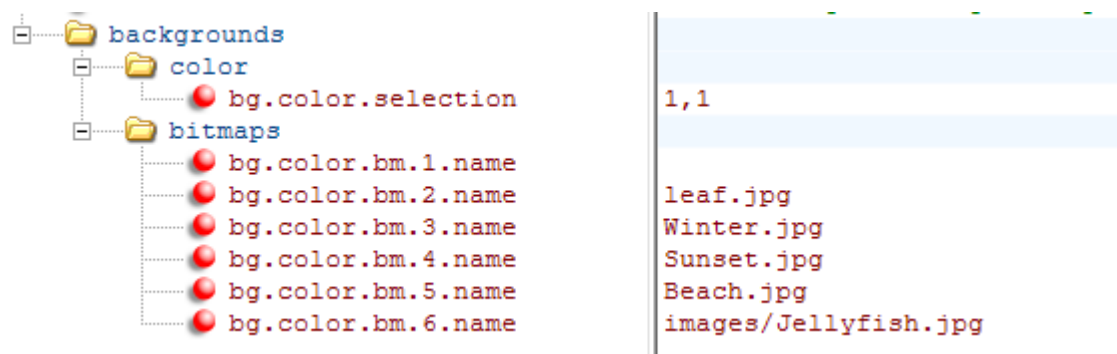 backgrounds
color
bg.color.selection 1,1
bitmaps
bg.color.bm.1.name
bg.color.bm.2.name leaf.jpg
bg.color.bm.3.name Winter.jpg
bg.color.bm.4.name Sunset.jpg
bg.color.bm.5.name Beach.jpg
bg.color.bm.6.name images/Jellyfish.jpg